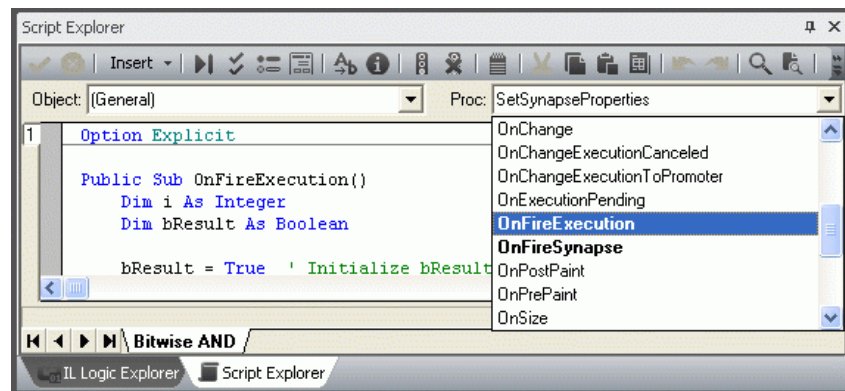 Script Explorer
Insert
Object: (General) Proc: SetSynapseProperties
1
Option Explicit
Public Sub OnFireExecution()
Dim i As Integer
Dim bResult As Boolean
bResult = True ' Initialize bResult
OnChange
OnChangeExecutionCanceled
OnChangeExecutionToPromoter
OnExecutionPending
OnFireExecution
OnFireSynapse
OnPostPaint
OnPrePaint
OnSize
Bitwise AND
IL Logic Explorer Script Explorer